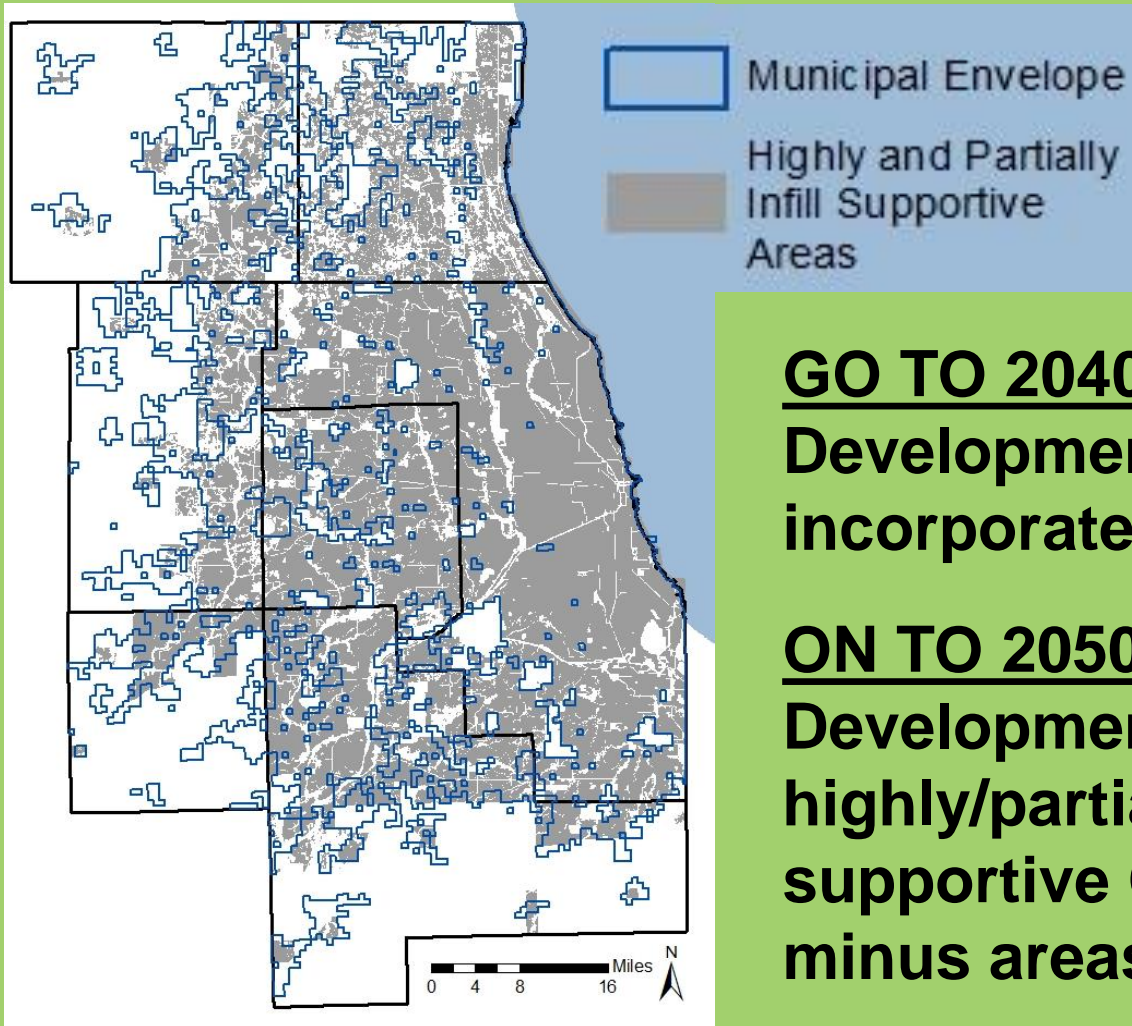 Municipal Envelope
Highly and Partially
Infill Supportive
Areas
GO TO 2040
Developmen
incorporate
ON TO 2050
Developmen
highly/partia
supportive
minus areas
Miles
N
0 4 8 16